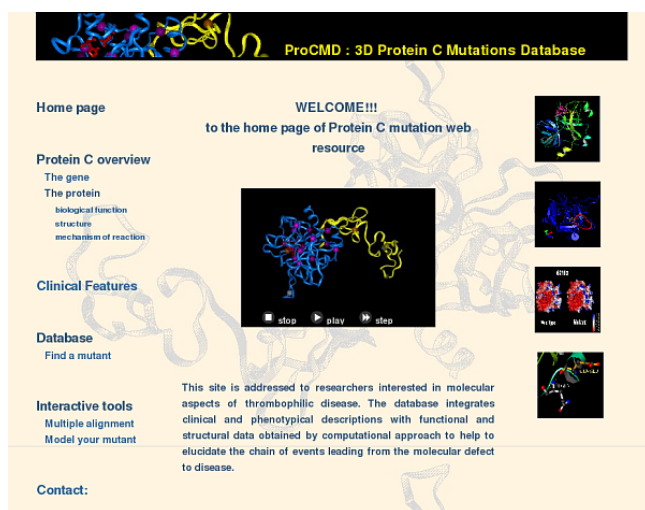 ProCMD : 3D Protein C Mutations Database
Home page
WELCOME!!!
to the home page of Protein C mutation web
resource
Protein C overview
The gene
The protein
biological function
structure
mechanism of reaction
Clinical Features
stop play step
Database
Find a mutant
Interactive tools
Multiple alignment
Model your mutant
This site is addressed to researchers interested in molecular
aspects of thrombophilic disease. The database integrates
clinical and phenotypical descriptions with functional and
structural data obtained by computational approach to help to
elucidate the chain of events leading from the molecular defect
to disease.
Contact: